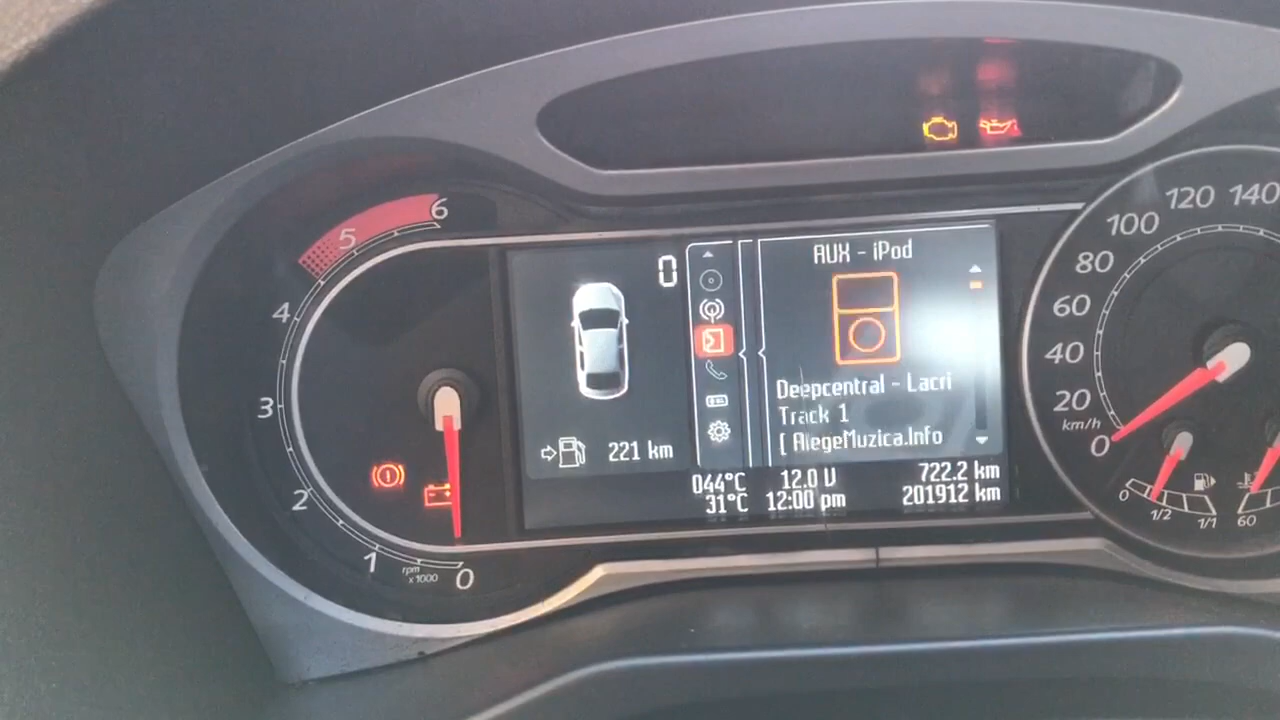 6
5
4
3
2
1
0
rpm
x 1000
0
221 km
AUX - iPod
Deepcentral - Lacri
Track 1
[ AlegeMuzica.Info
044°C 12.0 V 722.2 km
31°C 12:00 pm 201912 km
140
120
100
80
60
40
20
km/h
0
0
1/2
1/1
60